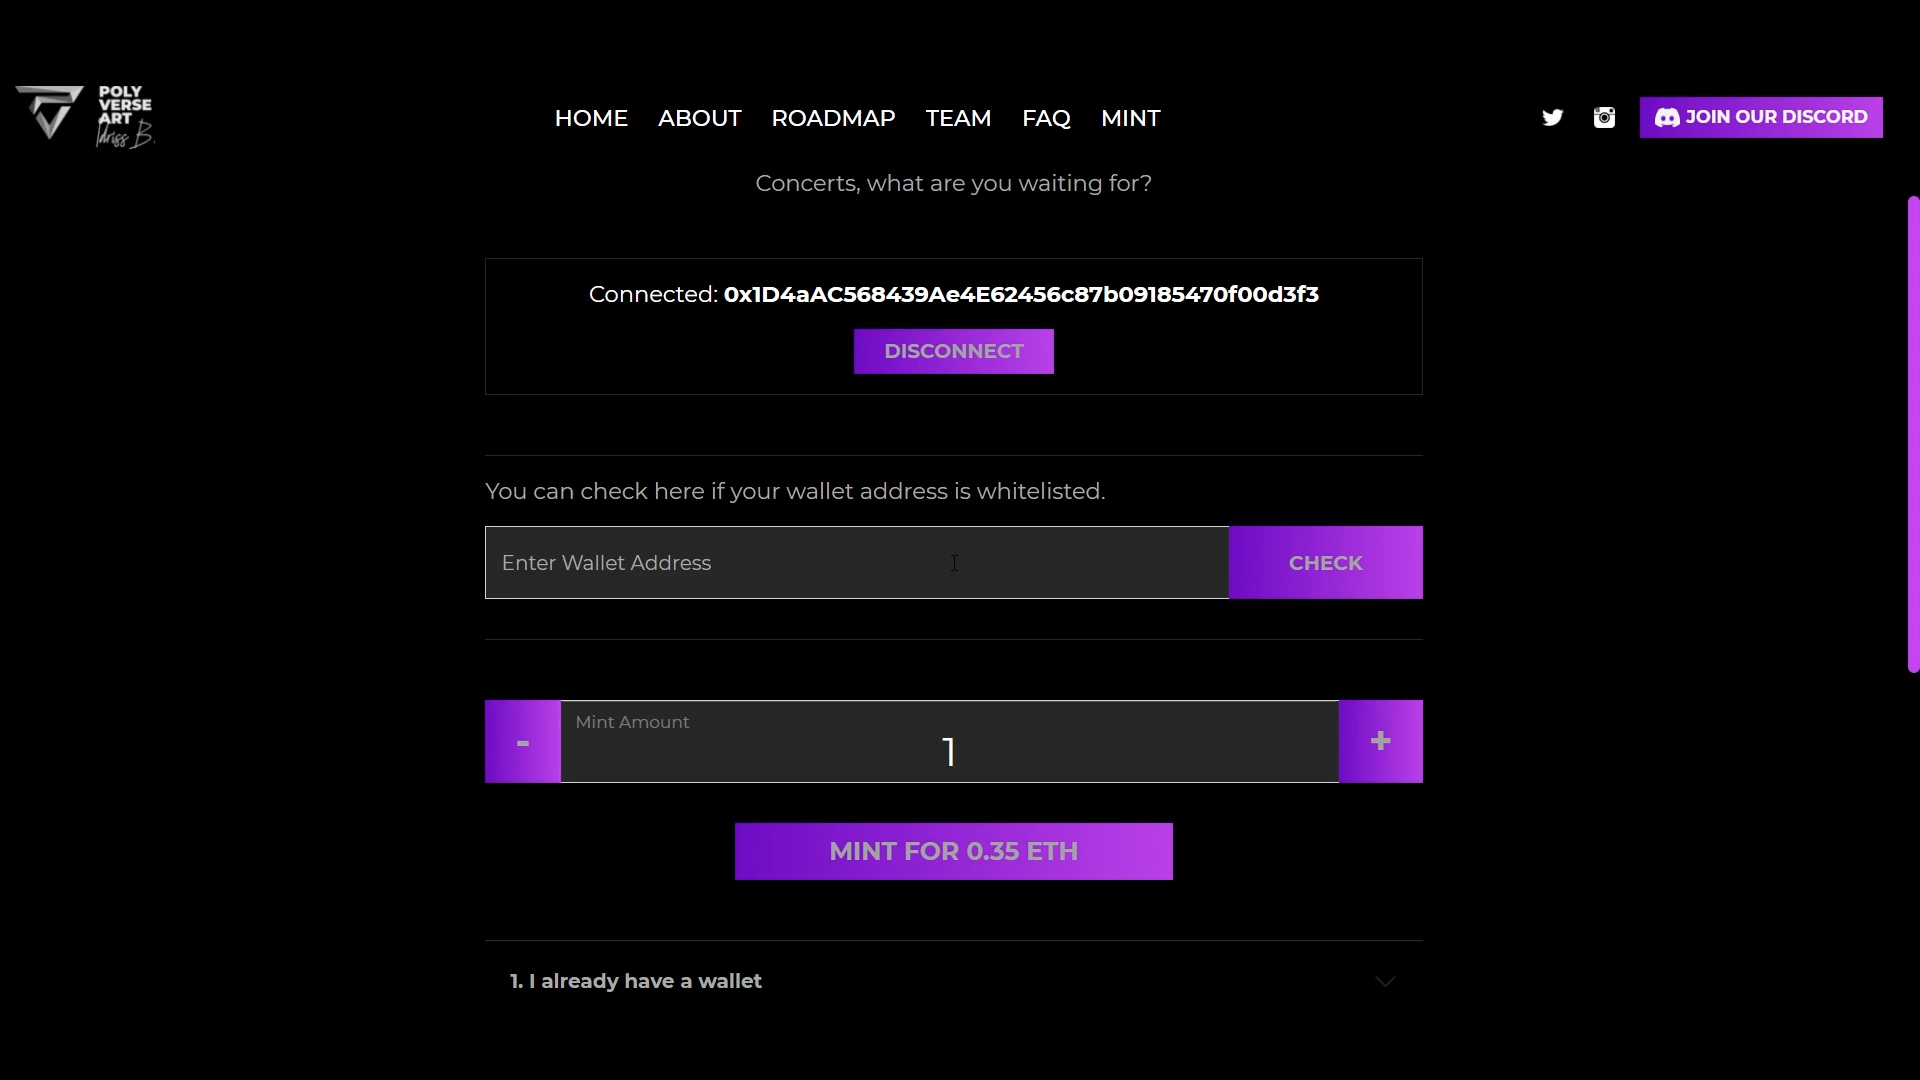 POLY
VERSE
ART
Idriss B.
HOME ABOUT ROADMAP TEAM FAQ MINT
JOIN OUR DISCORD
Concerts, what are you waiting for?
Connected: 0x1D4aAC568439Ae4E62456c87b09185470f00d3f3
DISCONNECT
You can check here if your wallet address is whitelisted.
Enter Wallet Address
CHECK
Mint Amount
- 1 +
MINT FOR 0.35 ETH
1. I already have a wallet